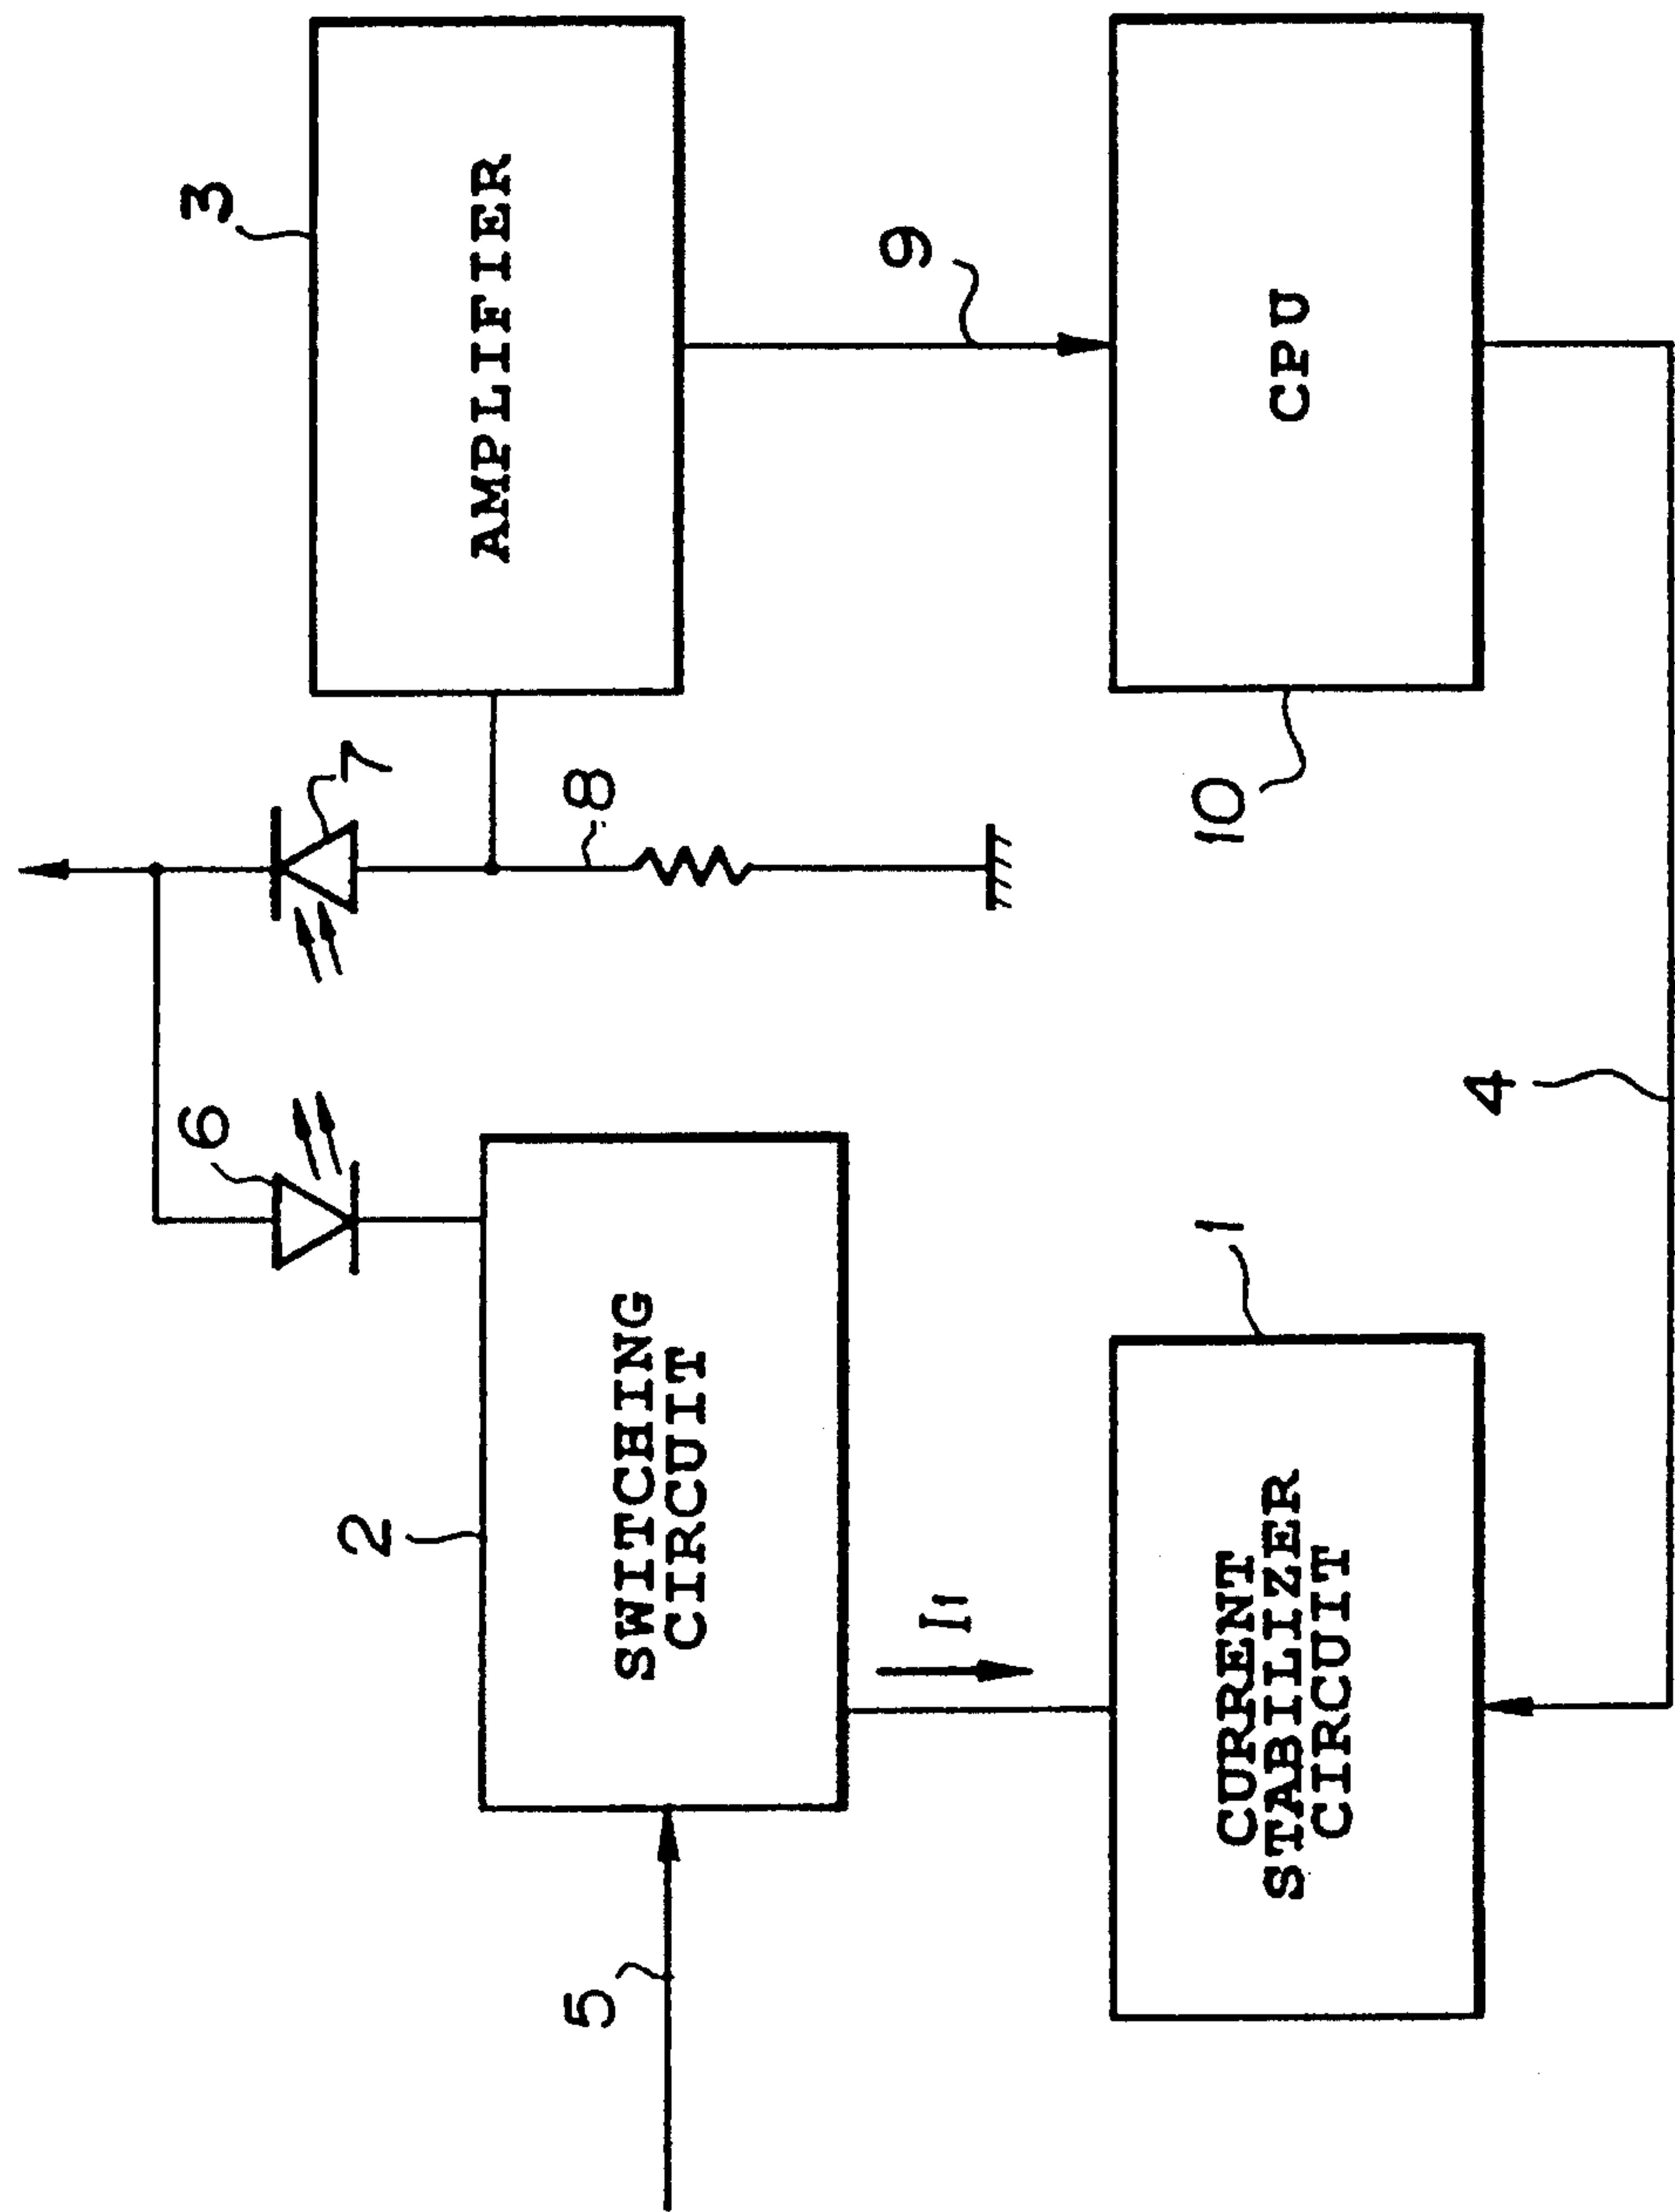 3
AMPLIFIER
9
CPU
7
8
10
6
4
2
SWITCHING
CIRCUIT
I1
1
CURRENT
STABILIZER
CIRCUIT
5